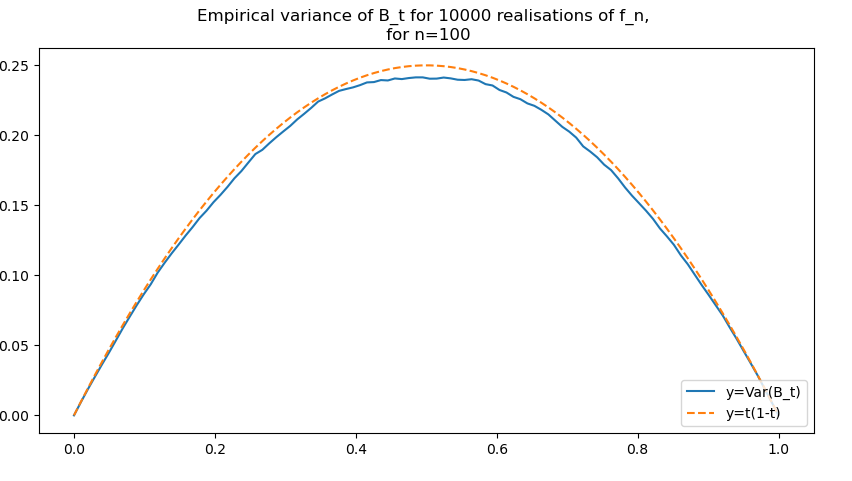 Empirical variance of B_t for 10000 realisations of f_n,
for n=100
0.25
0.20
0.15
0.10
0.05
0.00
0.0 0.2 0.4 0.6 0.8 1.0
y=Var(B_t)
y=t(1-t)